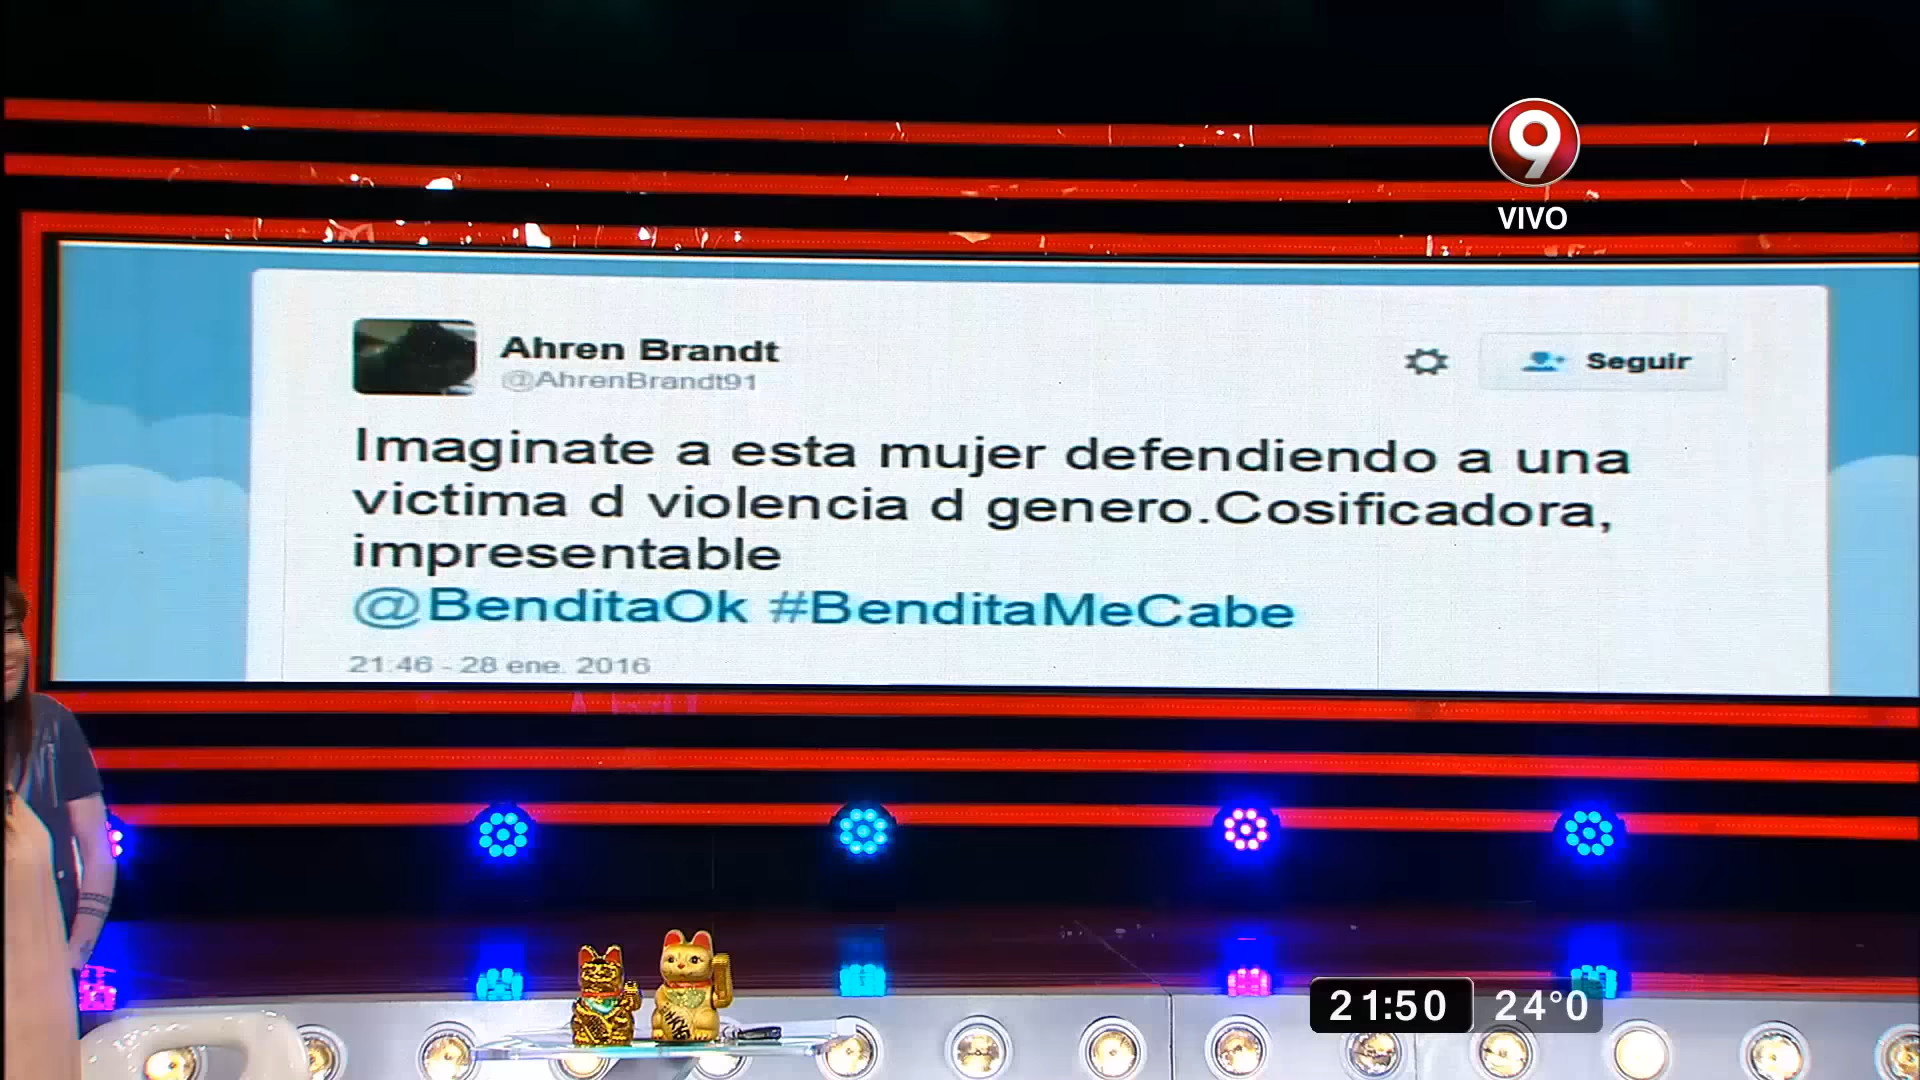 9
VIVO
Ahren Brandt
@AhrenBrandt91
Seguir
Imaginate a esta mujer defendiendo a una
victima d violencia d genero.Cosificadora,
impresentable
@BenditaOk #BenditaMeCabe
21:46 - 28 ene. 2016
21:50 24°0